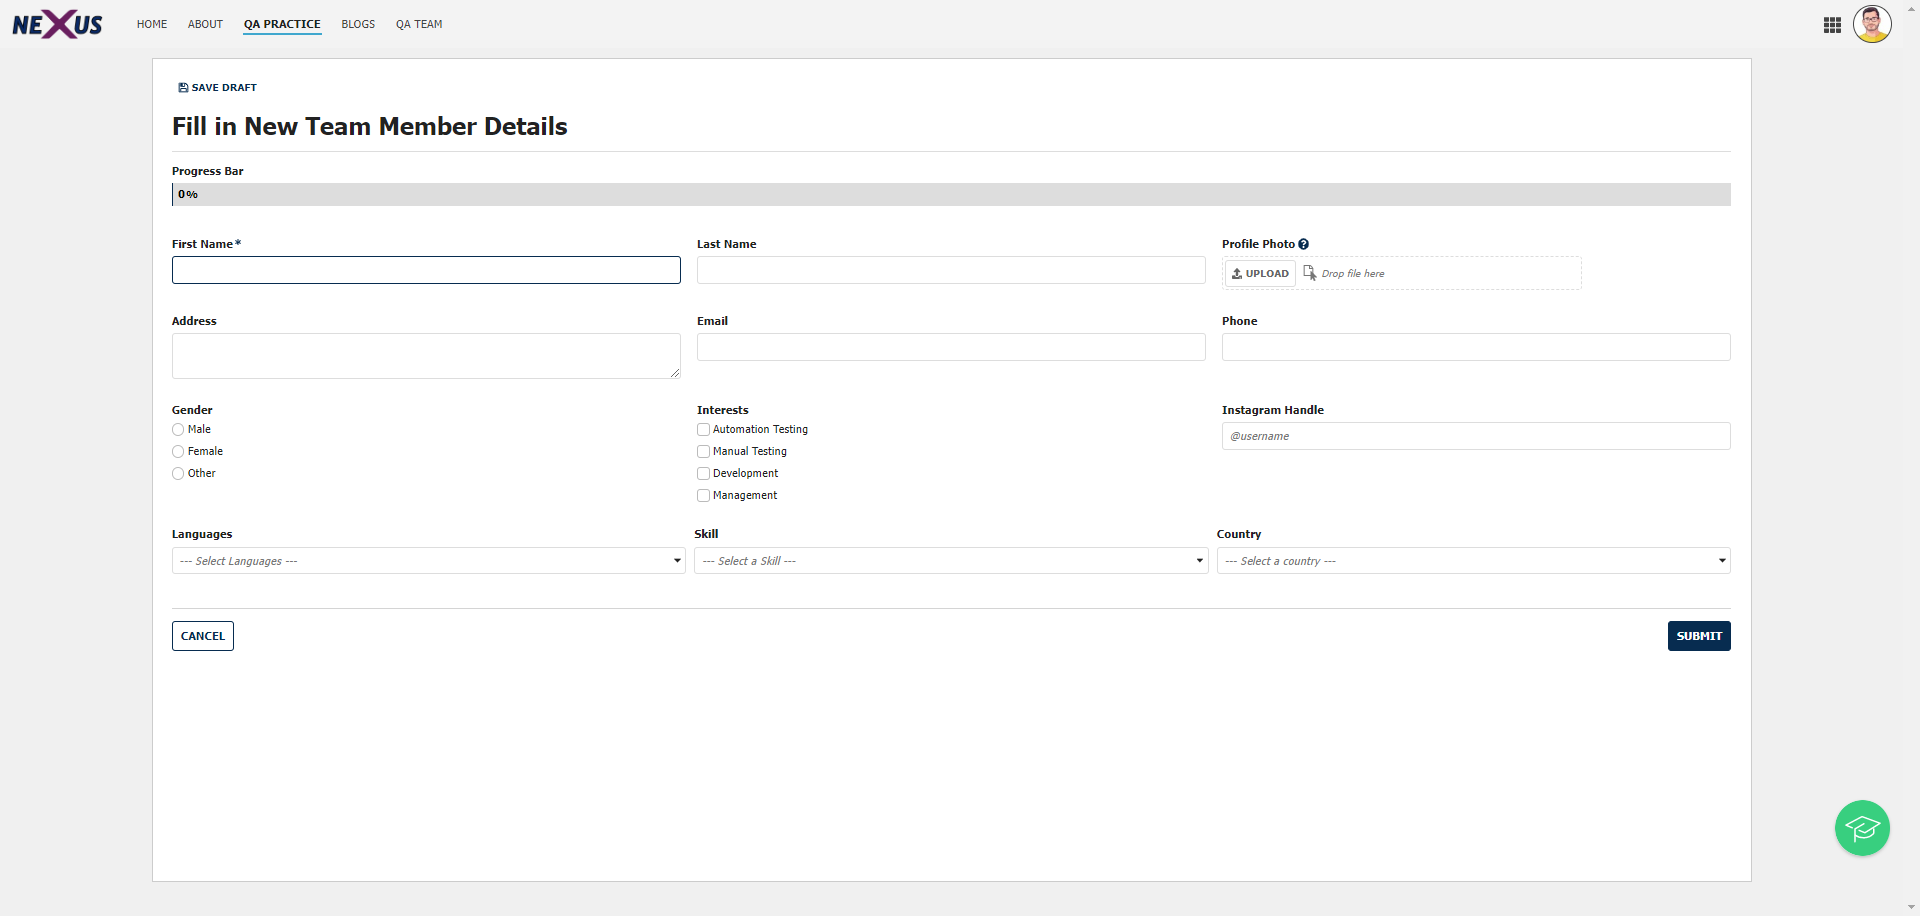 NEXUS HOME ABOUT QA PRACTICE BLOGS QA TEAM
SAVE DRAFT
Fill in New Team Member Details
Progress Bar
0%
First Name* Last Name Profile Photo ?
UPLOAD Drop file here
Address Email Phone
Gender Interests Instagram Handle
Male Automation Testing @username
Female Manual Testing
Other Development
Management
Languages Skill Country
--- Select Languages --- --- Select a Skill --- --- Select a country ---
CANCEL SUBMIT